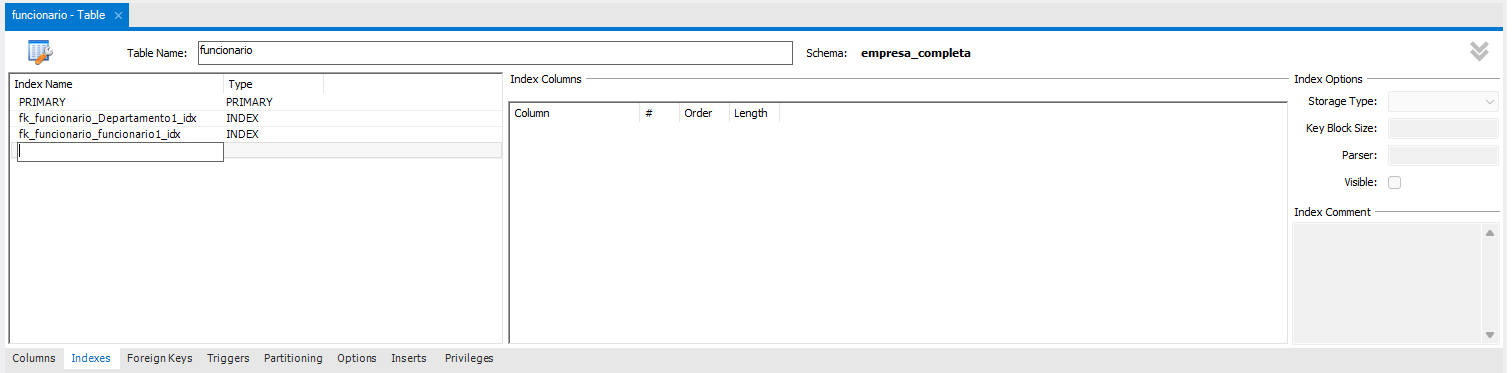 funcionario - Table ×
Table Name: funcionario Schema: empresa_completa
Index Name Type
PRIMARY PRIMARY
fk_funcionario_Departamento1_idx INDEX
fk_funcionario_funcionario1_idx INDEX
Index Columns
Column # Order Length
Index Options
Storage Type:
Key Block Size:
Parser:
Visible:
Index Comment
Columns Indexes Foreign Keys Triggers Partitioning Options Inserts Privileges